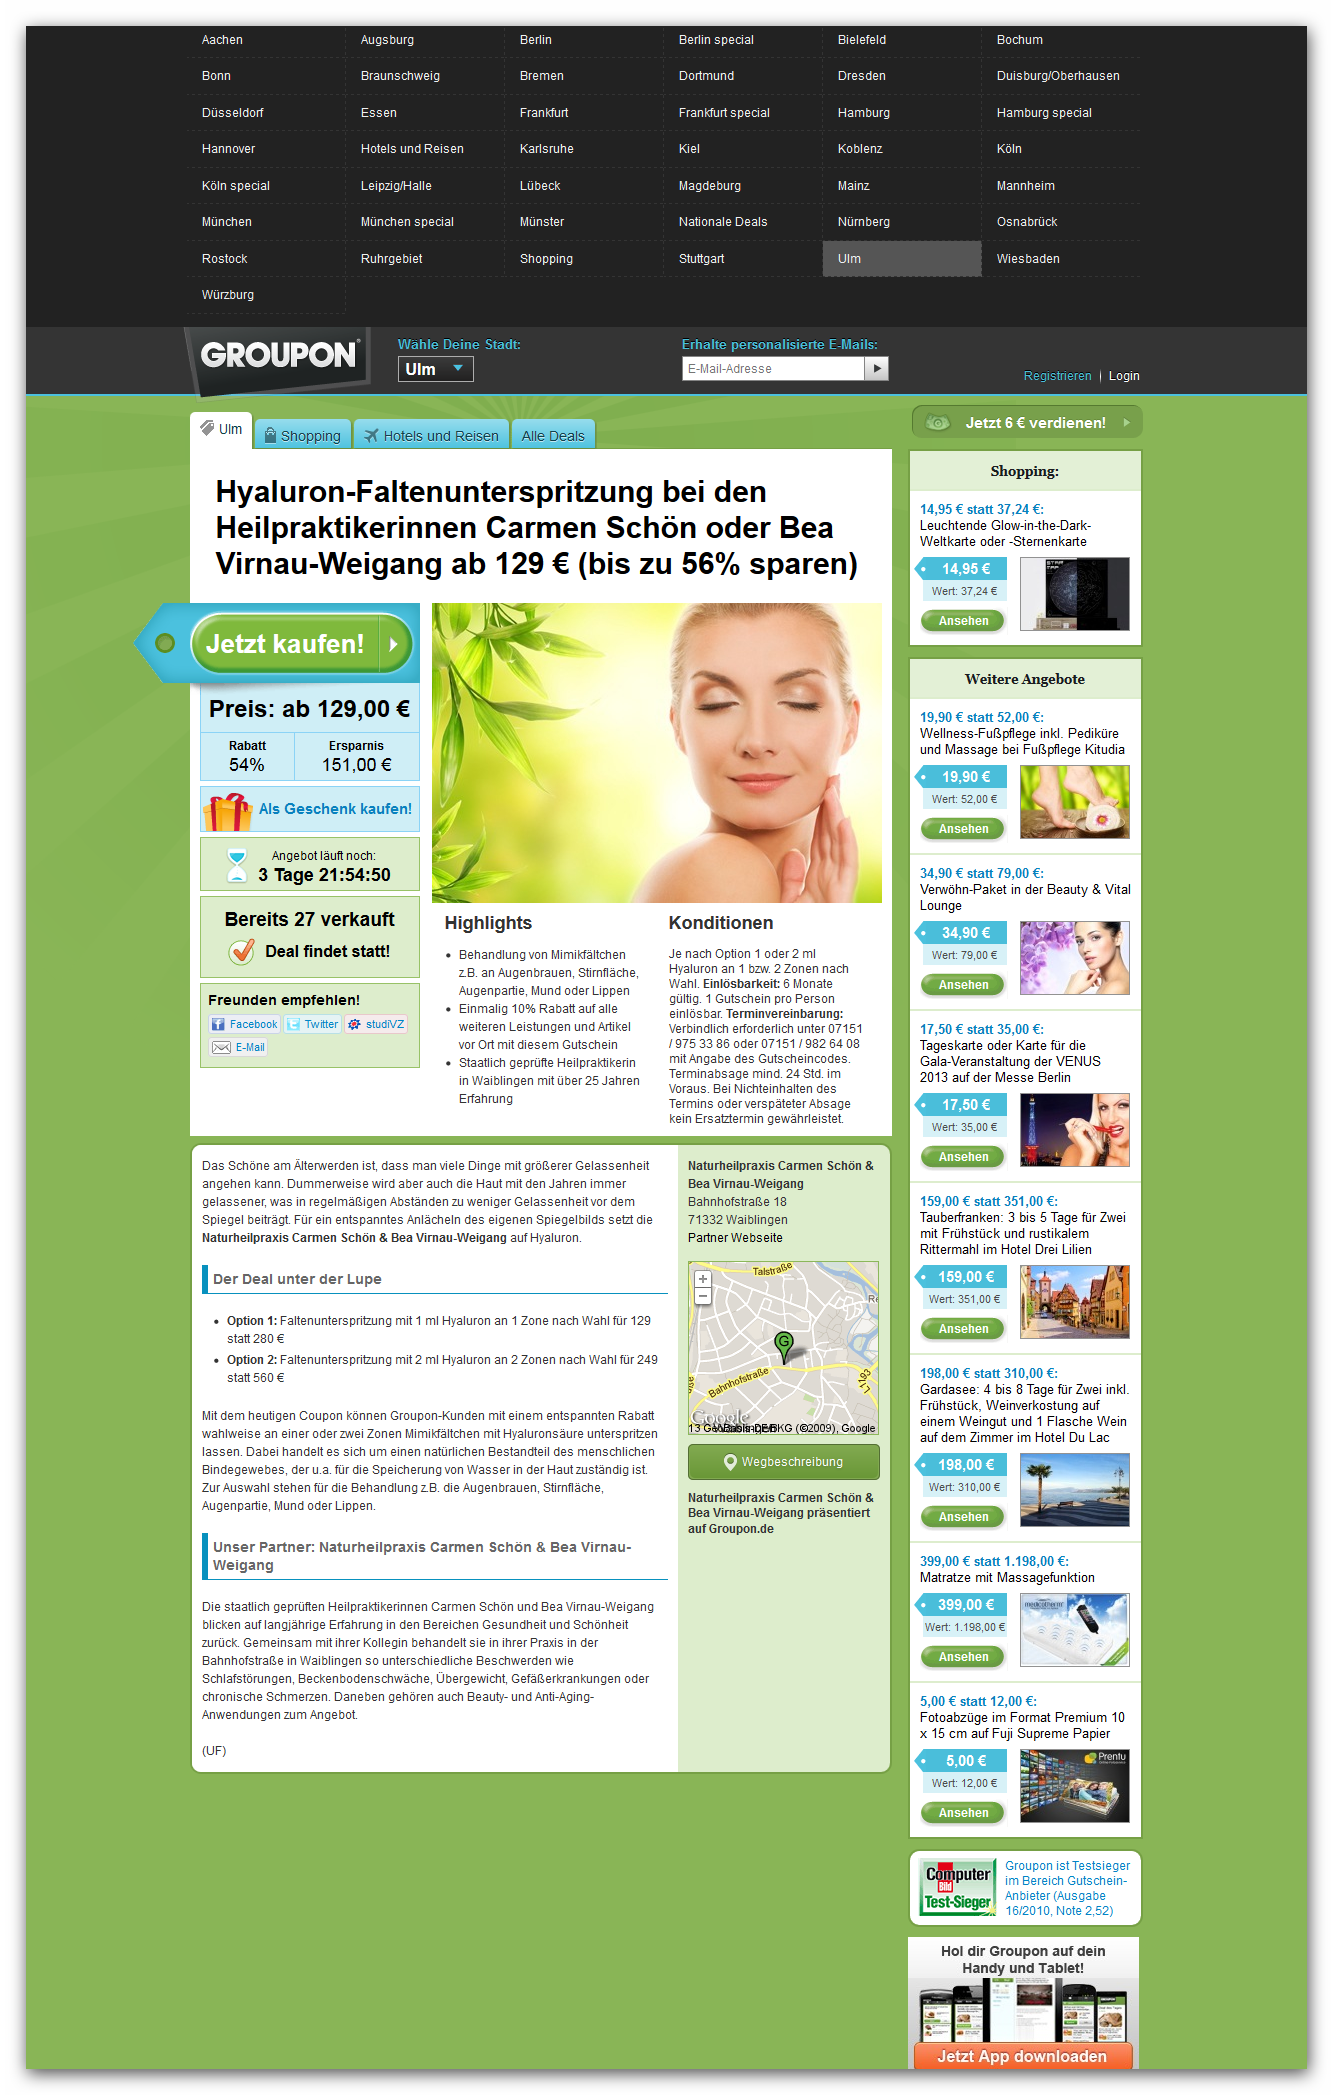 Aachen Augsburg Berlin Berlin special Bielefeld Bochum
Bonn Braunschweig Bremen Dortmund Dresden Duisburg/Oberhausen
Düsseldorf Essen Frankfurt Frankfurt special Hamburg Hamburg special
Hannover Hotels und Reisen Karlsruhe Kiel Koblenz Köln
Köln special Leipzig/Halle Lübeck Magdeburg Mainz Mannheim
München München special Münster Nationale Deals Nürnberg Osnabrück
Rostock Ruhrgebiet Shopping Stuttgart Ulm Wiesbaden
Würzburg
GROUPON
Wähle Deine Stadt:
Ulm
Erhalte personalisierte E-Mails:
E-Mail-Adresse
Registrieren | Login
Ulm Shopping Hotels und Reisen Alle Deals
Hyaluron-Faltenunterspritzung bei den
Heilpraktikerinnen Carmen Schön oder Bea
Virnau-Weigang ab 129 € (bis zu 56% sparen)
Jetzt kaufen!
Preis: ab 129,00 €
Rabatt Ersparnis
54% 151,00 €
Als Geschenk kaufen!
Angebot läuft noch:
3 Tage 21:54:50
Bereits 27 verkauft
Deal findet statt!
Freunden empfehlen!
Facebook Twitter studiVZ
E-Mail
Highlights
• Behandlung von Mimikfältchen
z.B. an Augenbrauen, Stirnfläche,
Augenpartie, Mund oder Lippen
• Einmalig 10% Rabatt auf alle
weiteren Leistungen und Artikel
vor Ort mit diesem Gutschein
• Staatlich geprüfte Heilpraktikerin
in Waiblingen mit über 25 Jahren
Erfahrung
Konditionen
Je nach Option 1 oder 2 ml
Hyaluron an 1 bzw. 2 Zonen nach
Wahl. Einlösbarkeit: 6 Monate
gültig. 1 Gutschein pro Person
einlösbar. Terminvereinbarung:
Verbindlich erforderlich unter 07151
/ 975 33 86 oder 07151 / 982 64 08
mit Angabe des Gutscheincodes.
Terminabsage mind. 24 Std. im
Voraus. Bei Nichteinhalten des
Termins oder verspäteter Absage
kein Ersatztermin gewährleistet.
Das Schöne am Älterwerden ist, dass man viele Dinge mit größerer Gelassenheit
angehen kann. Dummerweise wird aber auch die Haut mit den Jahren immer
gelassener, was in regelmäßigen Abständen zu weniger Gelassenheit vor dem
Spiegel beiträgt. Für ein entspanntes Anlächeln des eigenen Spiegelbilds setzt die
Naturheilpraxis Carmen Schön & Bea Virnau-Weigang auf Hyaluron.
Der Deal unter der Lupe
• Option 1: Faltenunterspritzung mit 1 ml Hyaluron an 1 Zone nach Wahl für 129
statt 280 €
• Option 2: Faltenunterspritzung mit 2 ml Hyaluron an 2 Zonen nach Wahl für 249
statt 560 €
Mit dem heutigen Coupon können Groupon-Kunden mit einem entspannten Rabatt
wahlweise an einer oder zwei Zonen Mimikfältchen mit Hyaluronsäure unterspritzen
lassen. Dabei handelt es sich um einen natürlichen Bestandteil des menschlichen
Bindegewebes, der u.a. für die Speicherung von Wasser in der Haut zuständig ist.
Zur Auswahl stehen für die Behandlung z.B. die Augenbrauen, Stirnfläche,
Augenpartie, Mund oder Lippen.
Unser Partner: Naturheilpraxis Carmen Schön & Bea Virnau-
Weigang
Die staatlich geprüften Heilpraktikerinnen Carmen Schön und Bea Virnau-Weigang
blicken auf langjährige Erfahrung in den Bereichen Gesundheit und Schönheit
zurück. Gemeinsam mit ihrer Kollegin behandelt sie in ihrer Praxis in der
Bahnhofstraße in Waiblingen so unterschiedliche Beschwerden wie
Schlafstörungen, Beckenbodenschwäche, Übergewicht, Gefäßerkrankungen oder
chronische Schmerzen. Daneben gehören auch Beauty- und Anti-Aging-
Anwendungen zum Angebot.
(UF)
Naturheilpraxis Carmen Schön &
Bea Virnau-Weigang
Bahnhofstraße 18
71332 Waiblingen
Partner Webseite
Talstraße
+
−
G
Bahnhofstraße
L1193
Google
(©2009), Google
Wegbeschreibung
Naturheilpraxis Carmen Schön &
Bea Virnau-Weigang präsentiert
auf Groupon.de
Jetzt 6 € verdienen!
Shopping:
14,95 € statt 37,24 €:
Leuchtende Glow-in-the-Dark-
Weltkarte oder -Sternenkarte
14,95 €
Wert: 37,24 €
Ansehen
Weitere Angebote
19,90 € statt 52,00 €:
Wellness-Fußpflege inkl. Pediküre
und Massage bei Fußpflege Kitudia
19,90 €
Wert: 52,00 €
Ansehen
34,90 € statt 79,00 €:
Verwöhn-Paket in der Beauty & Vital
Lounge
34,90 €
Wert: 79,00 €
Ansehen
17,50 € statt 35,00 €:
Tageskarte oder Karte für die
Gala-Veranstaltung der VENUS
2013 auf der Messe Berlin
17,50 €
Wert: 35,00 €
Ansehen
159,00 € statt 351,00 €:
Tauberfranken: 3 bis 5 Tage für Zwei
mit Frühstück und rustikalem
Rittermahl im Hotel Drei Lilien
159,00 €
Wert: 351,00 €
Ansehen
198,00 € statt 310,00 €:
Gardasee: 4 bis 8 Tage für Zwei inkl.
Frühstück, Weinverkostung auf
einem Weingut und 1 Flasche Wein
auf dem Zimmer im Hotel Du Lac
198,00 €
Wert: 310,00 €
Ansehen
399,00 € statt 1.198,00 €:
Matratze mit Massagefunktion
399,00 €
Wert: 1.198,00 €
Ansehen
5,00 € statt 12,00 €:
Fotoabzüge im Format Premium 10
x 15 cm auf Fuji Supreme Papier
5,00 €
Prentu
Wert: 12,00 €
Ansehen
Computer
Bild
Test-Sieger
Groupon ist Testsieger
im Bereich Gutschein-
Anbieter (Ausgabe
16/2010, Note 2,52)
Hol dir Groupon auf dein
Handy und Tablet!
GROUPON
Jetzt App downloaden